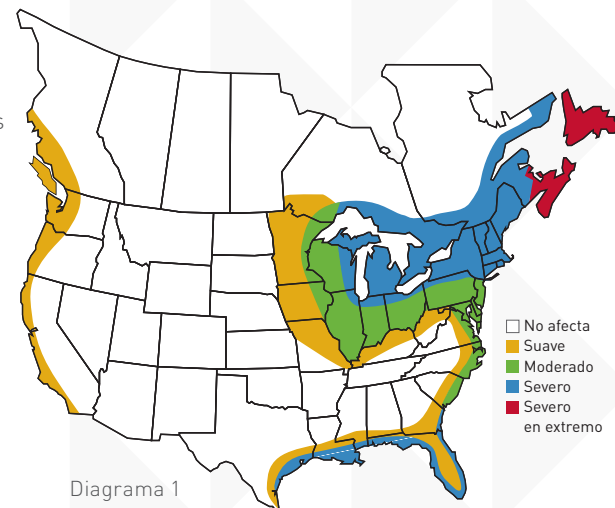 s
No afecta
Suave
Moderado
Severo
Severo
en extremo
Diagrama 1